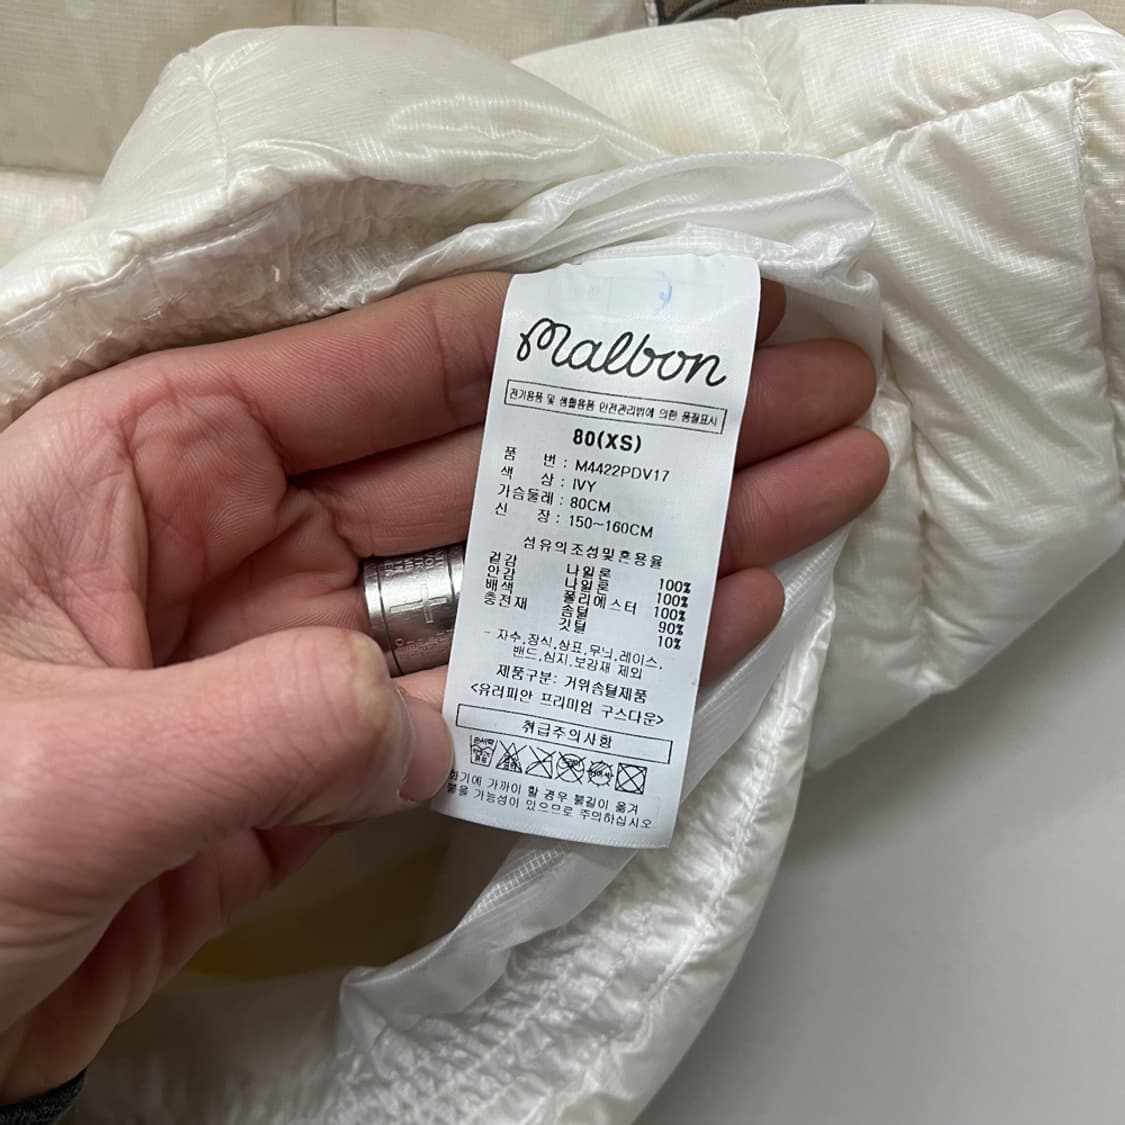 Malbon
전기용품 및 생활용품 안전관리법에 의한 품질표시
80(XS)
품 번 : M4422PDV17
색 상 : IVY
가슴둘레 : 80CM
신 장 : 150~160CM
섬유의조성및혼용율
겉감 나일론 100%
안감 나일론 100%
배색 폴리에스터 100%
충전재 솜털 90%
깃털 10%
- 자수,장식,상표,무늬,레이스,
밴드,심지,보강재 제외
제품구분: 거위솜털제품
<유러피안 프리미엄 구스다운>
취급주의사항
화기에 가까이 할 경우 불길이 옮겨
붙을 가능성이 있으므로 주의하십시오